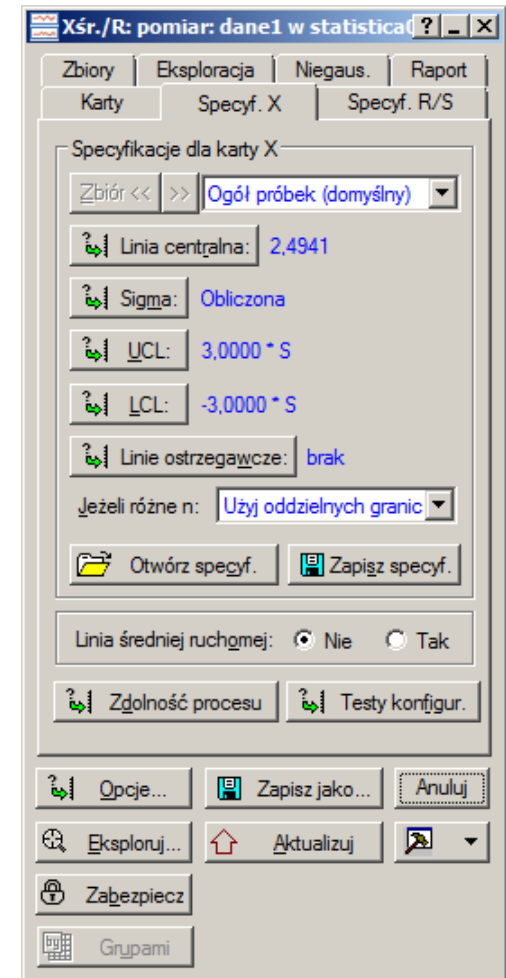 Xśr./R: pomiar: dane1 w statistica
Zbiory Eksploracja Niegaus. Raport
Karty Specyf. X Specyf. R/S
Specyfikacje dla karty X
Zbiór << >> Ogół próbek (domyślny)
Linia centralna: 2,4941
Sigma: Obliczona
UCL: 3,0000 * S
LCL: -3,0000 * S
Linie ostrzegawcze: brak
Jeżeli różne n: Użyj oddzielnych granic
Otwórz specyf. Zapisz specyf.
Linia średniej ruchomej: Nie Tak
Zdolność procesu Testy konfigur.
Opcje... Zapisz jako... Anuluj
Eksploruj... Aktualizuj
Zabezpiecz
Grupami